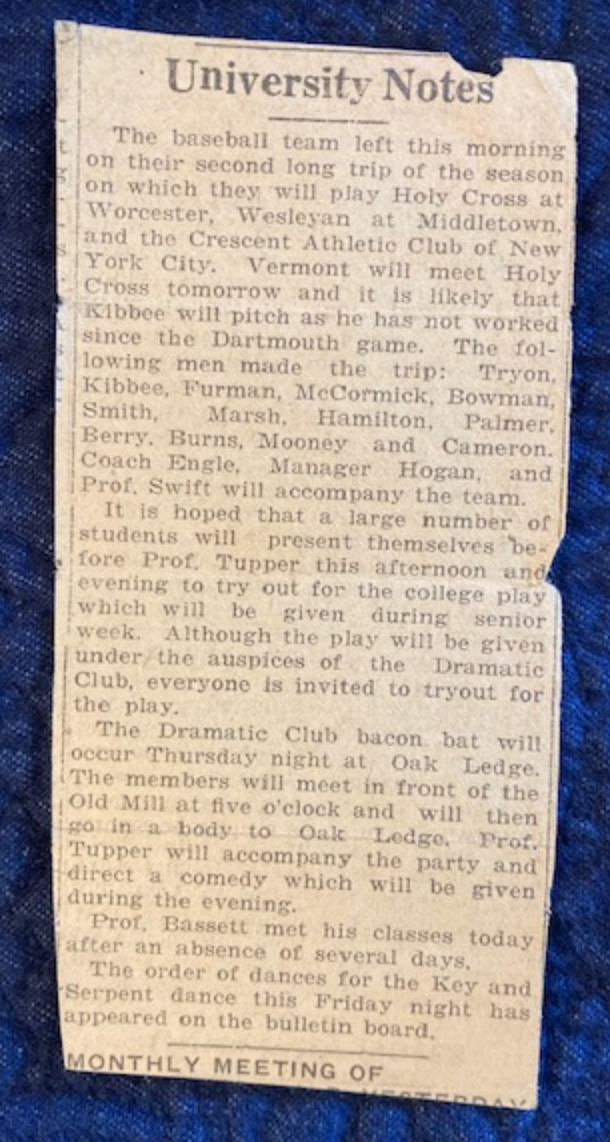 University Notes
The baseball team left this morning
on their second long trip of the season
on which they will play Holy Cross at
Worcester, Wesleyan at Middletown,
and the Crescent Athletic Club of New
York City. Vermont will meet Holy
Cross tomorrow and it is likely that
Kibbee will pitch as he has not worked
since the Dartmouth game. The fol-
lowing men made the trip: Tryon,
Kibbee, Furman, McCormick, Bowman,
Smith, Marsh, Hamilton, Palmer,
Berry, Burns, Mooney and Cameron.
Coach Engle, Manager Hogan, and
Prof. Swift will accompany the team.
It is hoped that a large number of
students will present themselves be-
fore Prof. Tupper this afternoon and
evening to try out for the college play
which will be given during senior
week. Although the play will be given
under the auspices of the Dramatic
Club, everyone is invited to tryout for
the play.
The Dramatic Club bacon bat will
occur Thursday night at Oak Ledge.
The members will meet in front of the
Old Mill at five o'clock and will then
go in a body to Oak Ledge. Prof.
Tupper will accompany the party and
direct a comedy which will be given
during the evening.
Prof. Bassett met his classes today
after an absence of several days.
The order of dances for the Key and
Serpent dance this Friday night has
appeared on the bulletin board.
MONTHLY MEETING OF
YESTERDAY